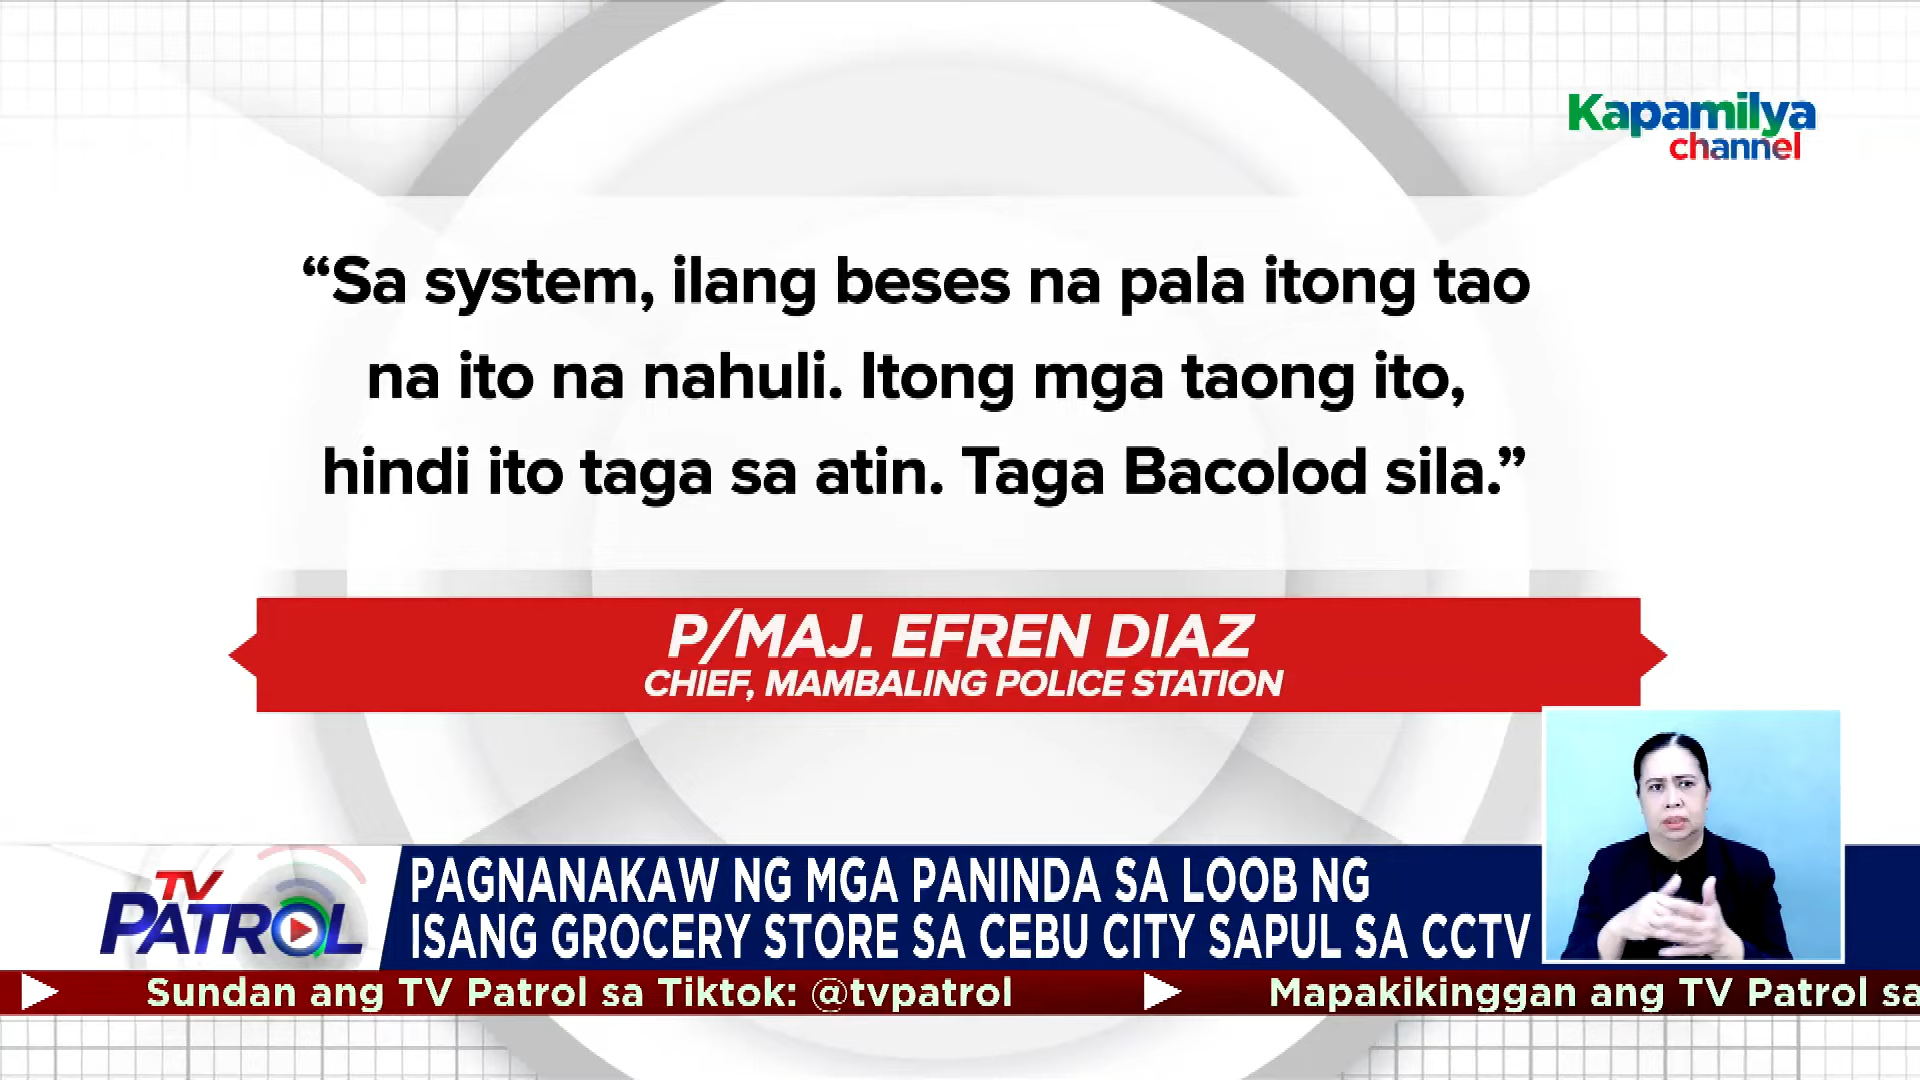 Kapamilya
channel
“Sa system, ilang beses na pala itong tao
na ito na nahuli. Itong mga taong ito,
hindi ito taga sa atin. Taga Bacolod sila.”
P/MAJ. EFREN DIAZ
CHIEF, MAMBALING POLICE STATION
TV
PATROL
PAGNANAKAW NG MGA PANINDA SA LOOB NG
ISANG GROCERY STORE SA CEBU CITY SAPUL SA CCTV
Sundan ang TV Patrol sa Tiktok: @tvpatrol
Mapakikinggan ang TV Patrol sa